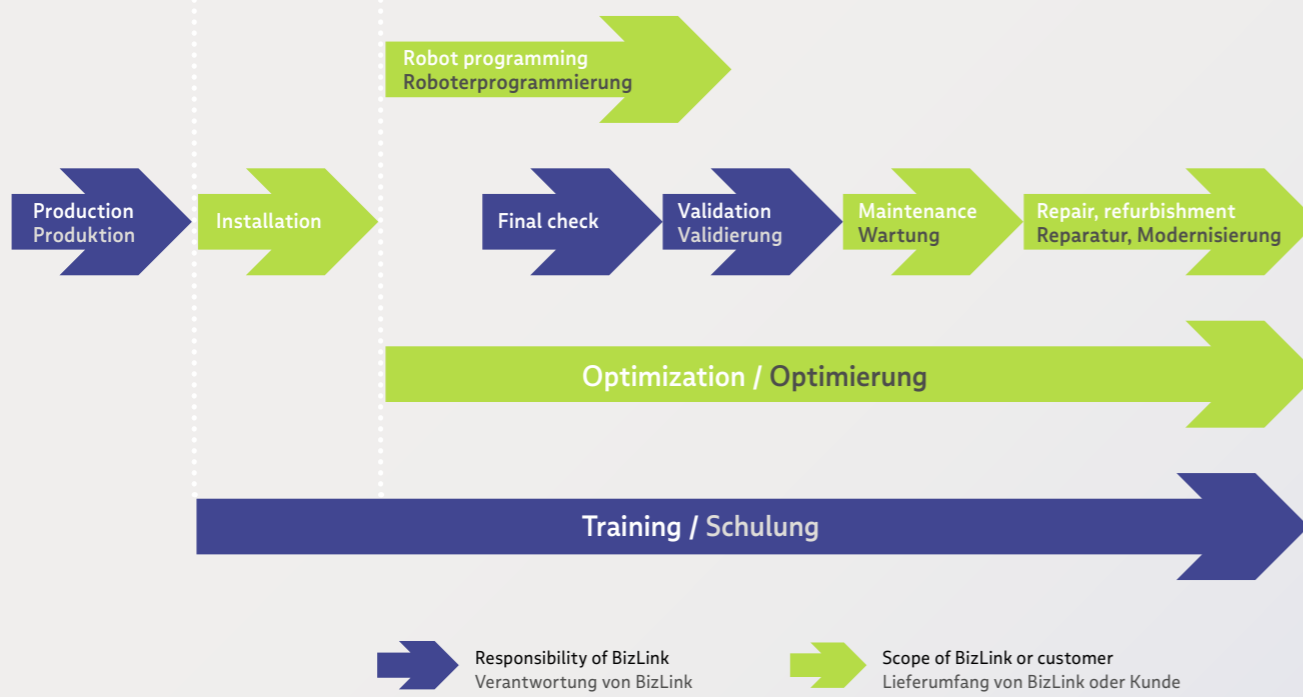 Robot programming
Roboterprogrammierung
Production
Produktion
Installation
Final check
Validation
Validierung
Maintenance
Wartung
Repair, refurbishment
Reparatur, Modernisierung
Optimization / Optimierung
Training / Schulung
Responsibility of BizLink
Verantwortung von BizLink
Scope of BizLink or customer
Lieferumfang von BizLink oder Kunde